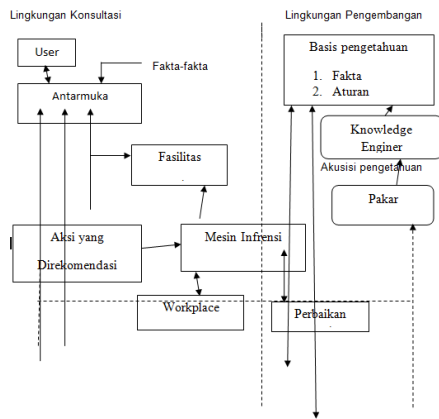 Lingkungan Konsultasi
Lingkungan Pengembangan
User
Fakta-fakta
Antarmuka
Basis pengetahuan
1. Fakta
2. Aturan
Knowledge
Enginer
Fasilitas
Akusisi pengetahuan
Pakar
Aksi yang
Direkomendasi
Mesin Infrensi
Workplace
Perbaikan